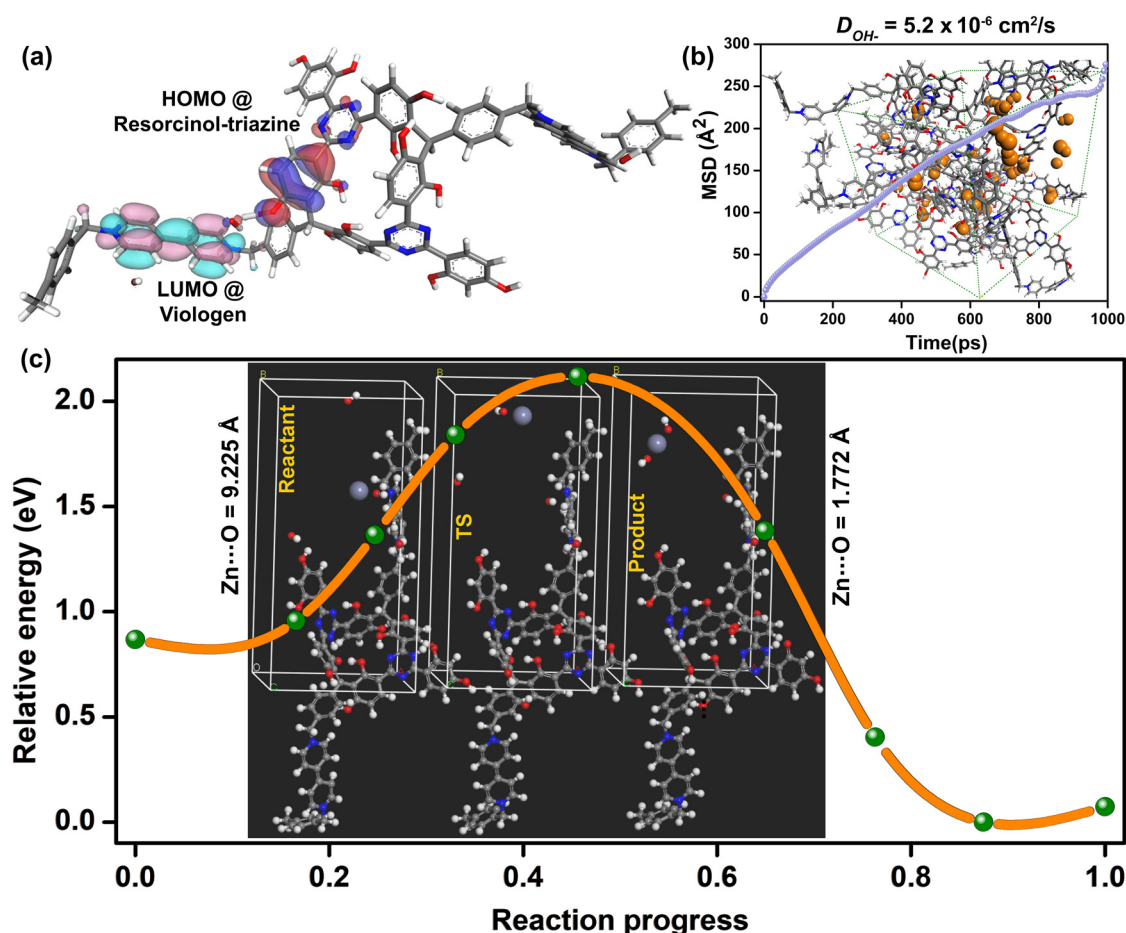 (a)
HOMO @
Resorcinol-triazine
LUMO @
Viologen
D_OH- = 5.2 x 10⁻⁶ cm²/s
(b)
MSD (Å²)
300
250
200
150
100
50
0
0 200 400 600 800 1000
Time(ps)
(c)
Relative energy (eV)
2.0
1.5
1.0
0.5
0.0
Zn···O = 9.225 Å
B
Reactant
O
C
B
TS
C
B
Product
C
Zn···O = 1.772 Å
0.0 0.2 0.4 0.6 0.8 1.0
Reaction progress